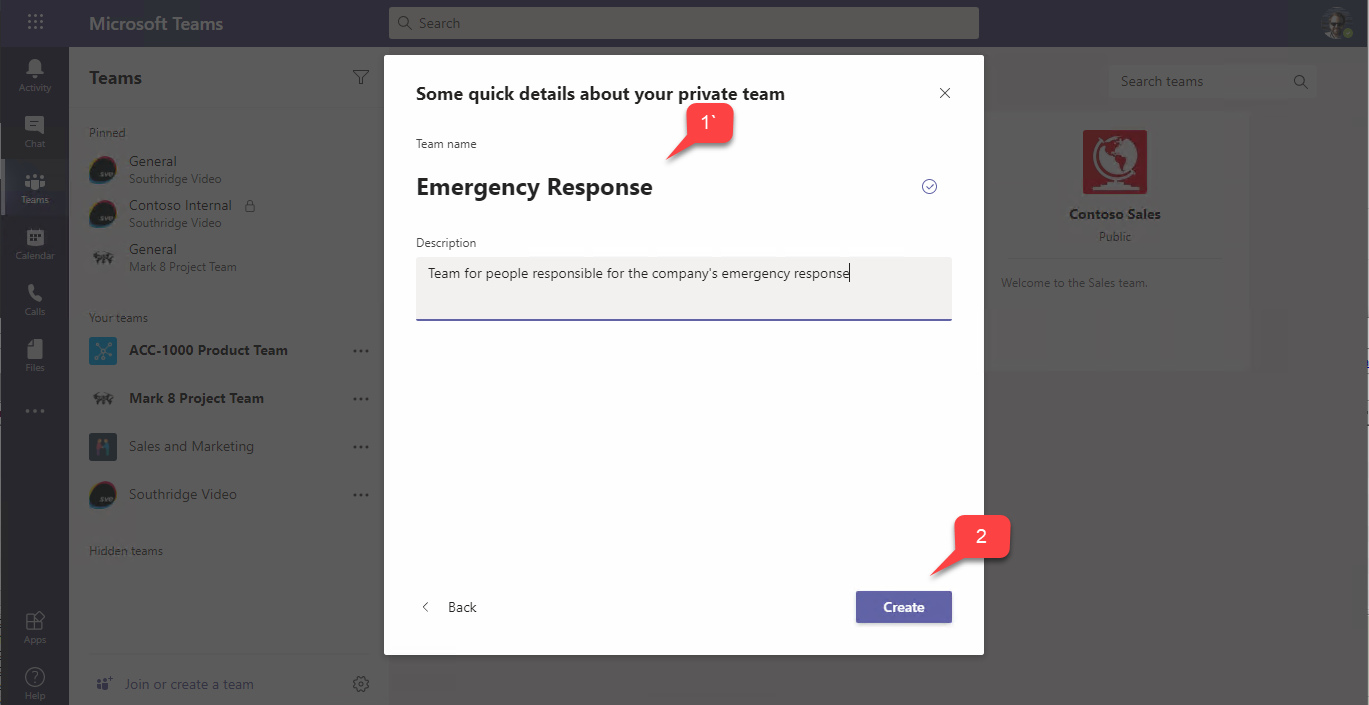 Microsoft Teams
Search
Activity
Chat
Teams
Calendar
Calls
Files
Apps
Help
Teams
Pinned
General
Southridge Video
Contoso Internal
Southridge Video
General
Mark 8 Project Team
Your teams
ACC-1000 Product Team
Mark 8 Project Team
Sales and Marketing
Southridge Video
Hidden teams
Join or create a team
Some quick details about your private team
1`
Team name
Emergency Response
Description
Team for people responsible for the company's emergency response
2
Back
Create
Search teams
Contoso Sales
Public
Welcome to the Sales team.